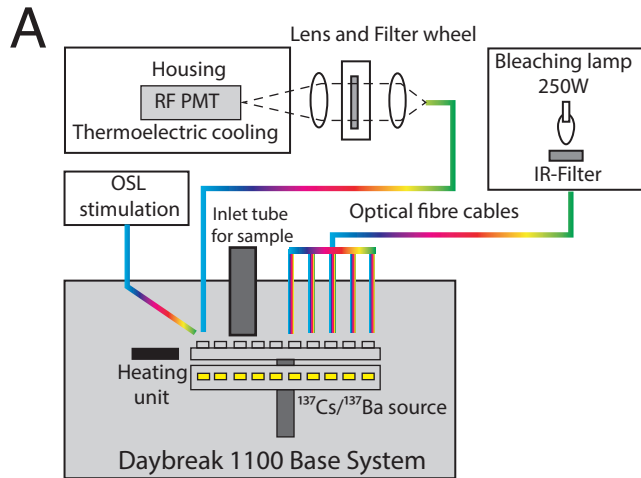 A
Housing
RF PMT
Thermoelectric cooling
Lens and Filter wheel
Bleaching lamp
250W
IR-Filter
OSL
stimulation
Inlet tube
for sample
Optical fibre cables
Heating
unit
¹³⁷Cs/¹³⁷Ba source
Daybreak 1100 Base System